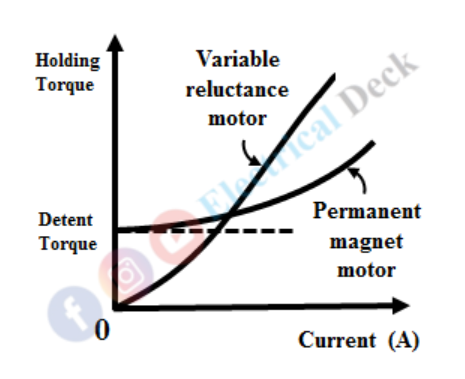 Holding
Torque
Variable
reluctance
motor
Electrical Deck
Detent
Torque
Permanent
magnet
motor
0
Current (A)